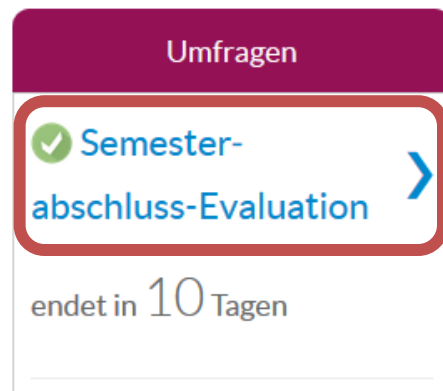 Umfragen
Semester-
abschluss-Evaluation
endet in 10 Tagen